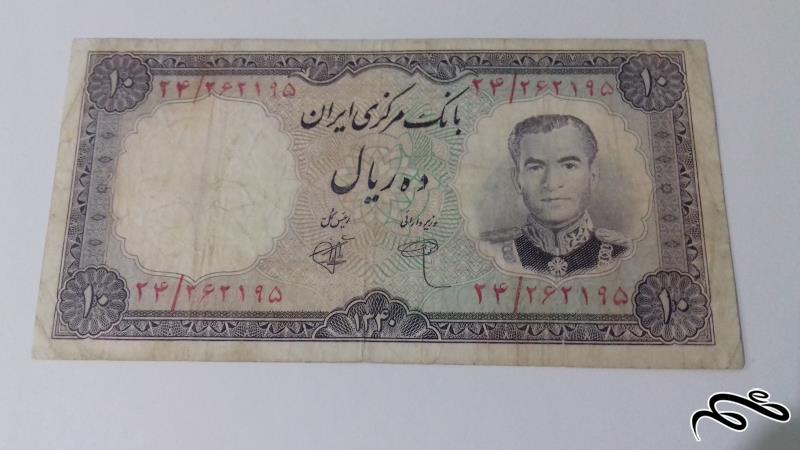 ۱۰ ۲۴/۲۶۲۱۹۵ ۲۴/۲۶۲۱۹۵ ۱۰
بانک مرکزی ایران
ده ریال
وزیر دارائی رئیس کل
۱۰ ۲۴/۲۶۲۱۹۵ ۲۴/۲۶۲۱۹۵ ۱۰
۱۳۴۰